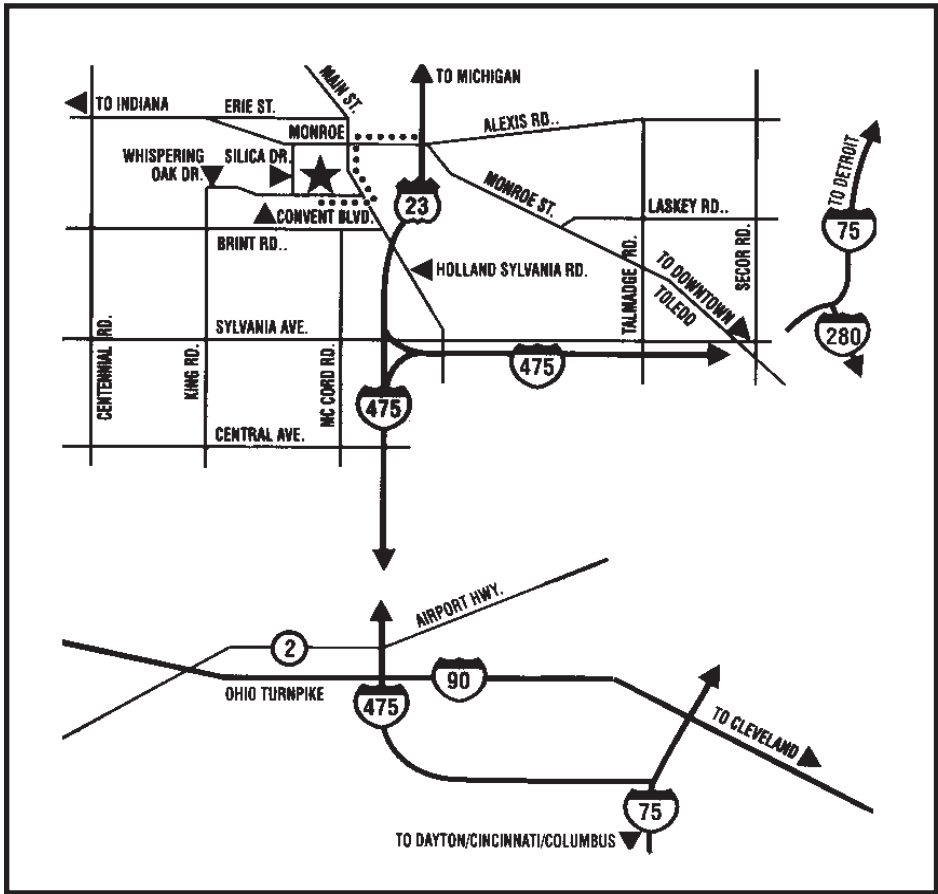 MAIN ST.
TO MICHIGAN
TO INDIANA
ERIE ST.
MONROE
ALEXIS RD..
WHISPERING
OAK DR.
SILICA DR.
23
MONROE ST.
LASKEY RD..
TO DETROIT
75
CONVENT BLVD.
BRINT RD..
HOLLAND SYLVANIA RD.
TALMADGE RD.
SECOR RD.
TO DOWNTOWN
TOLEDO
280
SYLVANIA AVE.
475
CENTENNIAL RD.
KING RD.
MC CORD RD.
475
CENTRAL AVE.
AIRPORT HWY.
2
90
OHIO TURNPIKE
475
TO CLEVELAND
75
TO DAYTON/CINCINNATI/COLUMBUS